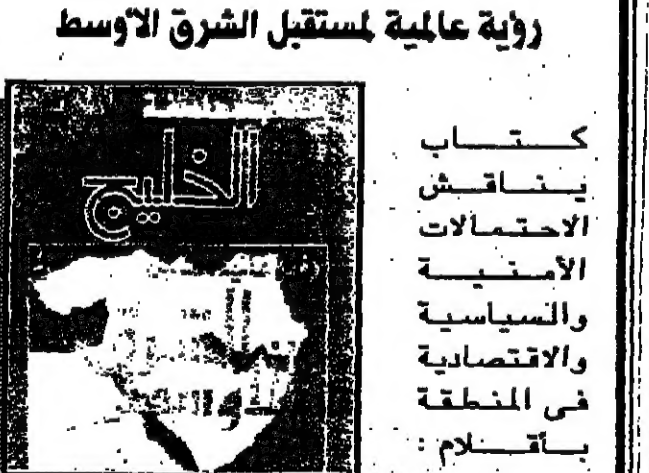 رؤية عالمية لمستقبل الشرق الأوسط
الخليج
كتاب
يناقش
الاحتمالات
الأمنية
والسياسية
والاقتصادية
فى المنطقة
بأقلام :